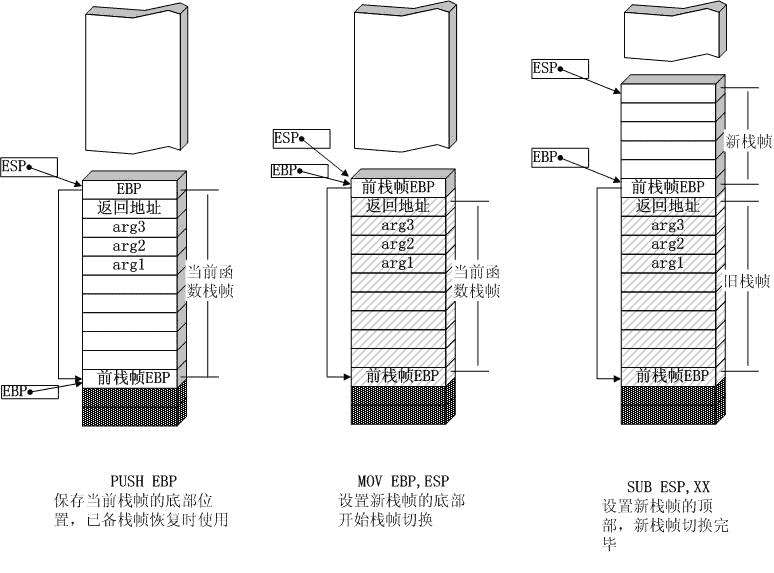 ESP
EBP
返回地址
arg3
arg2
arg1
当前函
数栈帧
前栈帧EBP
EBP
PUSH EBP
保存当前栈帧的底部位
置，已备栈帧恢复时使用
ESP
EBP
前栈帧EBP
返回地址
arg3
arg2
arg1
当前函
数栈帧
前栈帧EBP
MOV EBP,ESP
设置新栈帧的底部
开始栈帧切换
ESP
新栈帧
EBP
前栈帧EBP
返回地址
arg3
arg2
arg1
旧栈帧
前栈帧EBP
SUB ESP,XX
设置新栈帧的顶
部，新栈帧切换完
毕